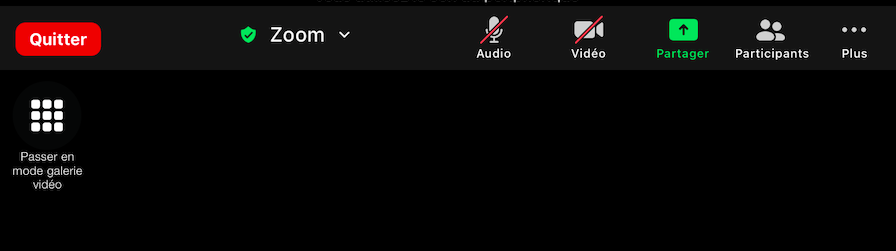 Quitter
Zoom
Audio
Vidéo
Partager
Participants
Plus
Passer en
mode galerie
vidéo